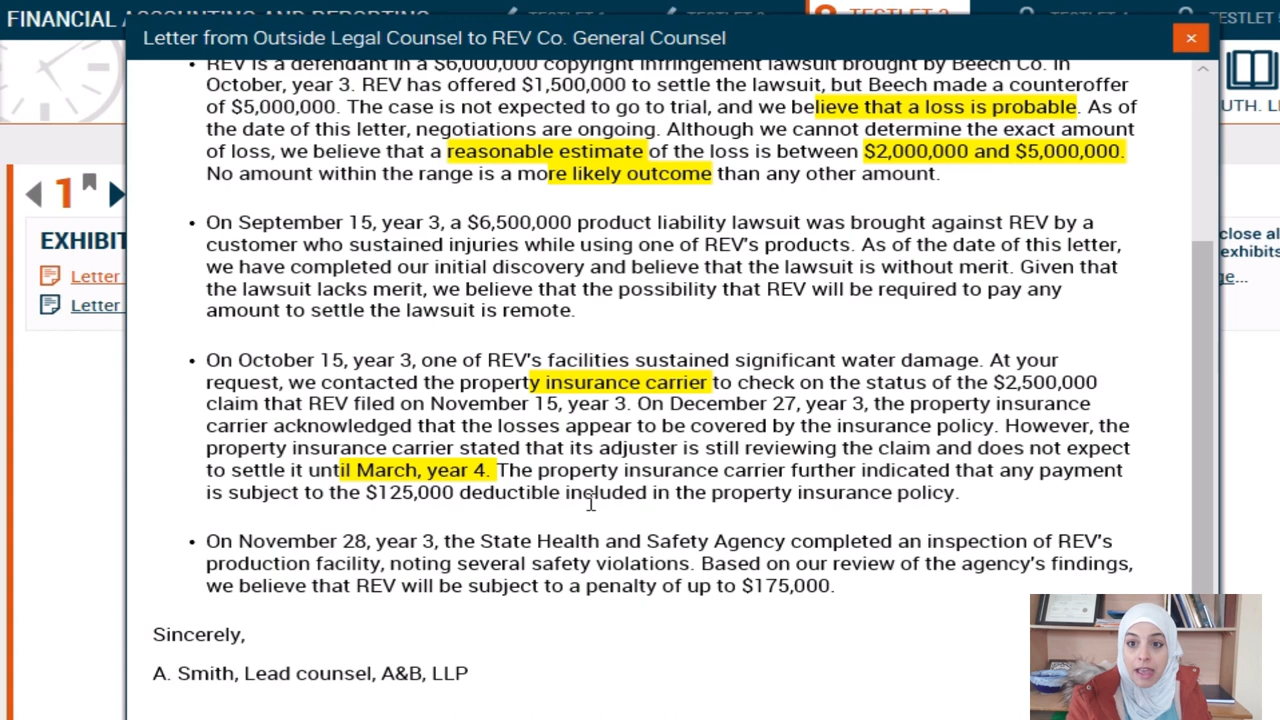 FINANCIAL ACCOUNTING AND REPORTING
TESTLET 1
TESTLET 2
TESTLET 3
TESTLET 4
TESTLET
Letter from Outside Legal Counsel to REV Co. General Counsel
×
REV is a defendant in a $6,000,000 copyright infringement lawsuit brought by Beech Co. in
October, year 3. REV has offered $1,500,000 to settle the lawsuit, but Beech made a counteroffer
of $5,000,000. The case is not expected to go to trial, and we believe that a loss is probable. As of
the date of this letter, negotiations are ongoing. Although we cannot determine the exact amount
of loss, we believe that a reasonable estimate of the loss is between $2,000,000 and $5,000,000.
No amount within the range is a more likely outcome than any other amount.
• On September 15, year 3, a $6,500,000 product liability lawsuit was brought against REV by a
customer who sustained injuries while using one of REV's products. As of the date of this letter,
we have completed our initial discovery and believe that the lawsuit is without merit. Given that
the lawsuit lacks merit, we believe that the possibility that REV will be required to pay any
amount to settle the lawsuit is remote.
• On October 15, year 3, one of REV's facilities sustained significant water damage. At your
request, we contacted the property insurance carrier to check on the status of the $2,500,000
claim that REV filed on November 15, year 3. On December 27, year 3, the property insurance
carrier acknowledged that the losses appear to be covered by the insurance policy. However, the
property insurance carrier stated that its adjuster is still reviewing the claim and does not expect
to settle it until March, year 4. The property insurance carrier further indicated that any payment
is subject to the $125,000 deductible included in the property insurance policy.
• On November 28, year 3, the State Health and Safety Agency completed an inspection of REV's
production facility, noting several safety violations. Based on our review of the agency's findings,
we believe that REV will be subject to a penalty of up to $175,000.
Sincerely,
A. Smith, Lead counsel, A&B, LLP
1
EXHIBIT
Letter
Letter
UTH. L
close al
exhibits
ge...